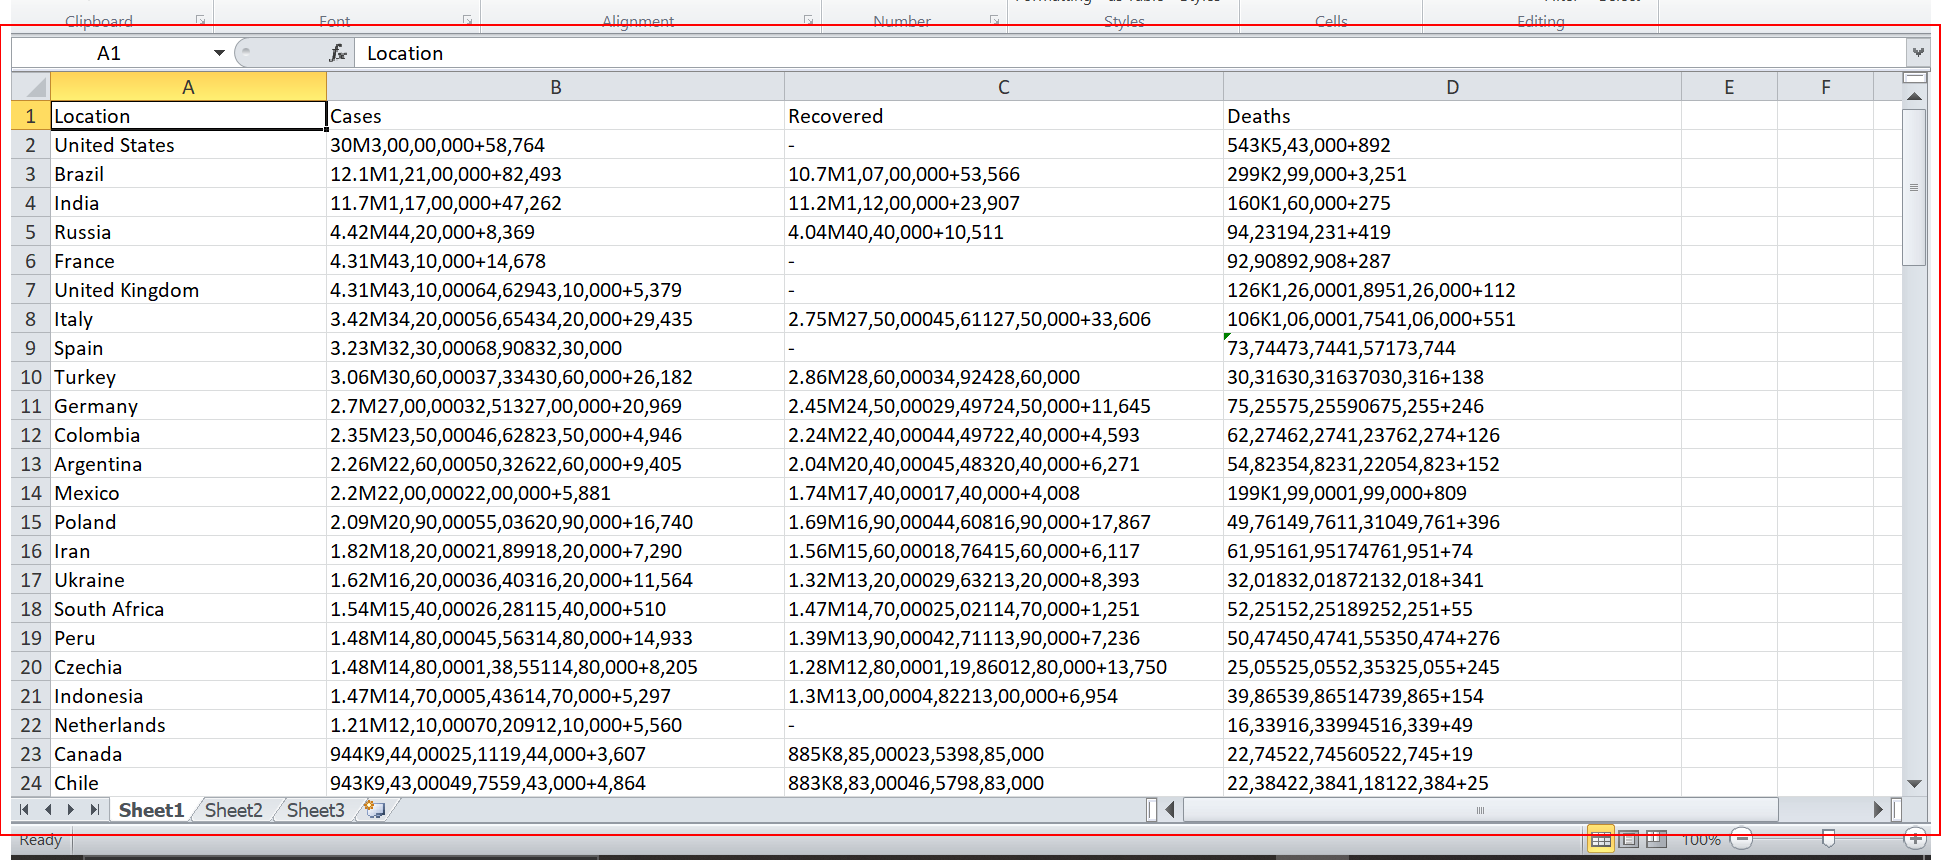 Clipboard Font Alignment Number Styles Cells Editing
A1 fx Location
A B C D E F
1 Location Cases Recovered Deaths
2 United States 30M3,00,00,000+58,764 - 543K5,43,000+892
3 Brazil 12.1M1,21,00,000+82,493 10.7M1,07,00,000+53,566 299K2,99,000+3,251
4 India 11.7M1,17,00,000+47,262 11.2M1,12,00,000+23,907 160K1,60,000+275
5 Russia 4.42M44,20,000+8,369 4.04M40,40,000+10,511 94,23194,231+419
6 France 4.31M43,10,000+14,678 - 92,90892,908+287
7 United Kingdom 4.31M43,10,00064,62943,10,000+5,379 - 126K1,26,0001,8951,26,000+112
8 Italy 3.42M34,20,00056,65434,20,000+29,435 2.75M27,50,00045,61127,50,000+33,606 106K1,06,0001,7541,06,000+551
9 Spain 3.23M32,30,00068,90832,30,000 - 73,74473,7441,57173,744
10 Turkey 3.06M30,60,00037,33430,60,000+26,182 2.86M28,60,00034,92428,60,000 30,31630,31637030,316+138
11 Germany 2.7M27,00,00032,51327,00,000+20,969 2.45M24,50,00029,49724,50,000+11,645 75,25575,25590675,255+246
12 Colombia 2.35M23,50,00046,62823,50,000+4,946 2.24M22,40,00044,49722,40,000+4,593 62,27462,2741,23762,274+126
13 Argentina 2.26M22,60,00050,32622,60,000+9,405 2.04M20,40,00045,48320,40,000+6,271 54,82354,8231,22054,823+152
14 Mexico 2.2M22,00,00022,00,000+5,881 1.74M17,40,00017,40,000+4,008 199K1,99,0001,99,000+809
15 Poland 2.09M20,90,00055,03620,90,000+16,740 1.69M16,90,00044,60816,90,000+17,867 49,76149,7611,31049,761+396
16 Iran 1.82M18,20,00021,89918,20,000+7,290 1.56M15,60,00018,76415,60,000+6,117 61,95161,95174761,951+74
17 Ukraine 1.62M16,20,00036,40316,20,000+11,564 1.32M13,20,00029,63213,20,000+8,393 32,01832,01872132,018+341
18 South Africa 1.54M15,40,00026,28115,40,000+510 1.47M14,70,00025,02114,70,000+1,251 52,25152,25189252,251+55
19 Peru 1.48M14,80,00045,56314,80,000+14,933 1.39M13,90,00042,71113,90,000+7,236 50,47450,4741,55350,474+276
20 Czechia 1.48M14,80,0001,38,55114,80,000+8,205 1.28M12,80,0001,19,86012,80,000+13,750 25,05525,0552,35325,055+245
21 Indonesia 1.47M14,70,0005,43614,70,000+5,297 1.3M13,00,0004,82213,00,000+6,954 39,86539,86514739,865+154
22 Netherlands 1.21M12,10,00070,20912,10,000+5,560 - 16,33916,33994516,339+49
23 Canada 944K9,44,00025,1119,44,000+3,607 885K8,85,00023,5398,85,000 22,74522,74560522,745+19
24 Chile 943K9,43,00049,7559,43,000+4,864 883K8,83,00046,5798,83,000 22,38422,3841,18122,384+25
Sheet1 Sheet2 Sheet3
Ready 100%